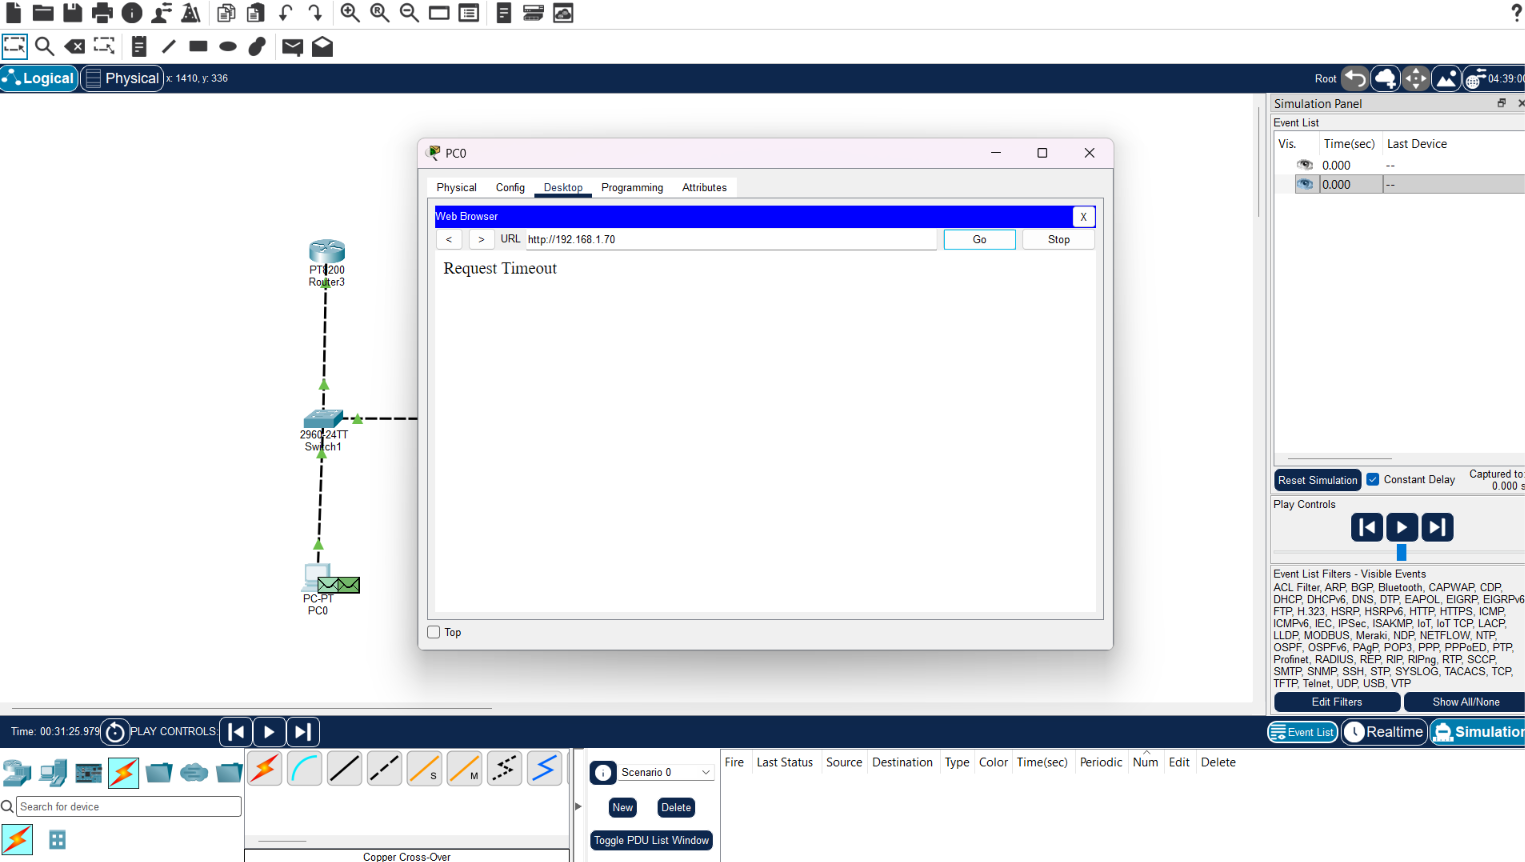 ?
Logical
Physical
x: 1410, y: 336
Root
04:39:00
Simulation Panel
Event List
Vis.
Time(sec)
Last Device
0.000
--
0.000
--
PC0
Physical
Config
Desktop
Programming
Attributes
Web Browser
X
<
>
URL
http://192.168.1.70
Go
Stop
Request Timeout
Top
PT8200
Router3
2960-24TT
Switch1
PC-PT
PC0
Reset Simulation
Constant Delay
Captured to:
0.000 s
Play Controls
Event List Filters - Visible Events
ACL Filter, ARP, BGP, Bluetooth, CAPWAP, CDP,
DHCP, DHCPv6, DNS, DTP, EAPOL, EIGRP, EIGRPv6
FTP, H.323, HSRP, HSRPv6, HTTP, HTTPS, ICMP,
ICMPv6, IEC, IPSec, ISAKMP, IoT, IoT TCP, LACP,
LLDP, MODBUS, Meraki, NDP, NETFLOW, NTP,
OSPF, OSPFv6, PAgP, POP3, PPP, PPPoED, PTP,
Profinet, RADIUS, REP, RIP, RIPng, RTP, SCCP,
SMTP, SNMP, SSH, STP, SYSLOG, TACACS, TCP,
TFTP, Telnet, UDP, USB, VTP
Edit Filters
Show All/None
Time: 00:31:25.979
PLAY CONTROLS:
Event List
Realtime
Simulation
S
M
Search for device
Copper Cross-Over
Scenario 0
New
Delete
Toggle PDU List Window
Fire
Last Status
Source
Destination
Type
Color
Time(sec)
Periodic
Num
Edit
Delete